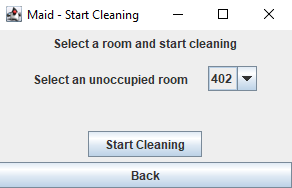 Maid - Start Cleaning
Select a room and start cleaning
Select an unoccupied room 402
Start Cleaning
Back